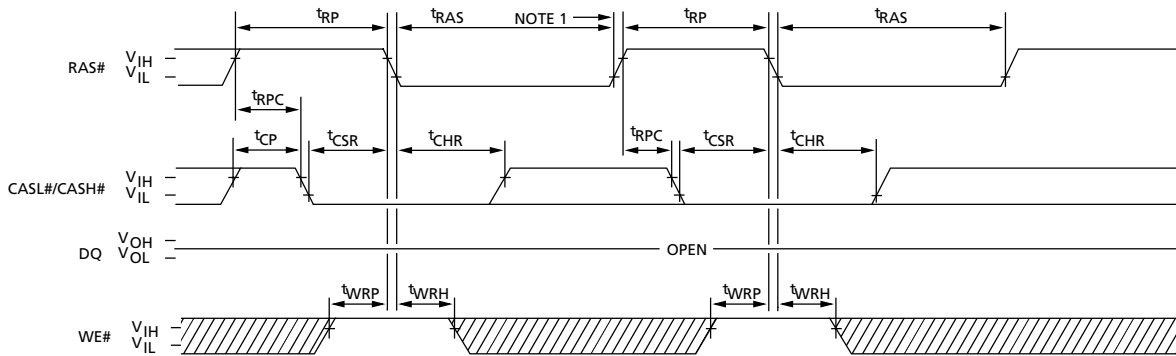 tRP tRAS NOTE 1 tRP tRAS
RAS# VIH
VIL
tRPC
tCP tCSR tCHR tRPC tCSR tCHR
CASL#/CASH# VIH
VIL
DQ VOH
VOL
OPEN
tWRP tWRH tWRP tWRH
WE# VIH
VIL